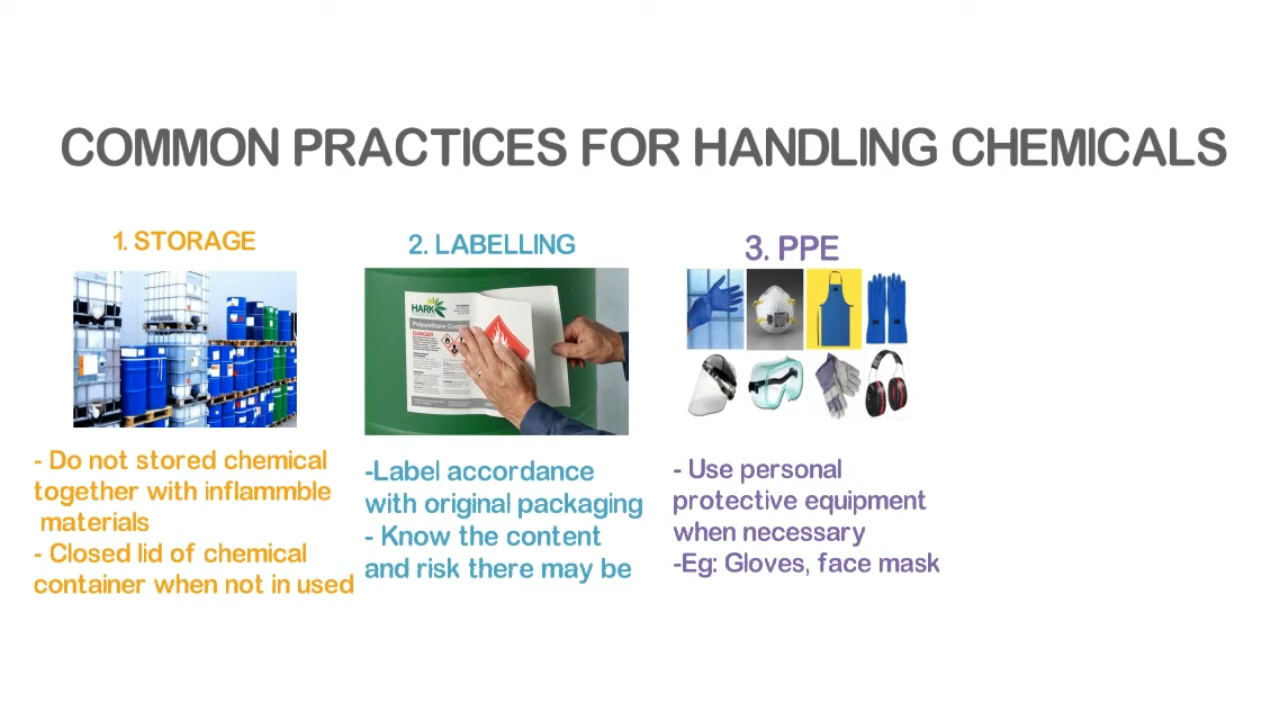 COMMON PRACTICES FOR HANDLING CHEMICALS
1. STORAGE
- Do not stored chemical
together with inflammble
materials
- Closed lid of chemical
container when not in used
2. LABELLING
HARK
Polyurethane
DANGER
-Label accordance
with original packaging
- Know the content
and risk there may be
3. PPE
- Use personal
protective equipment
when necessary
-Eg: Gloves, face mask